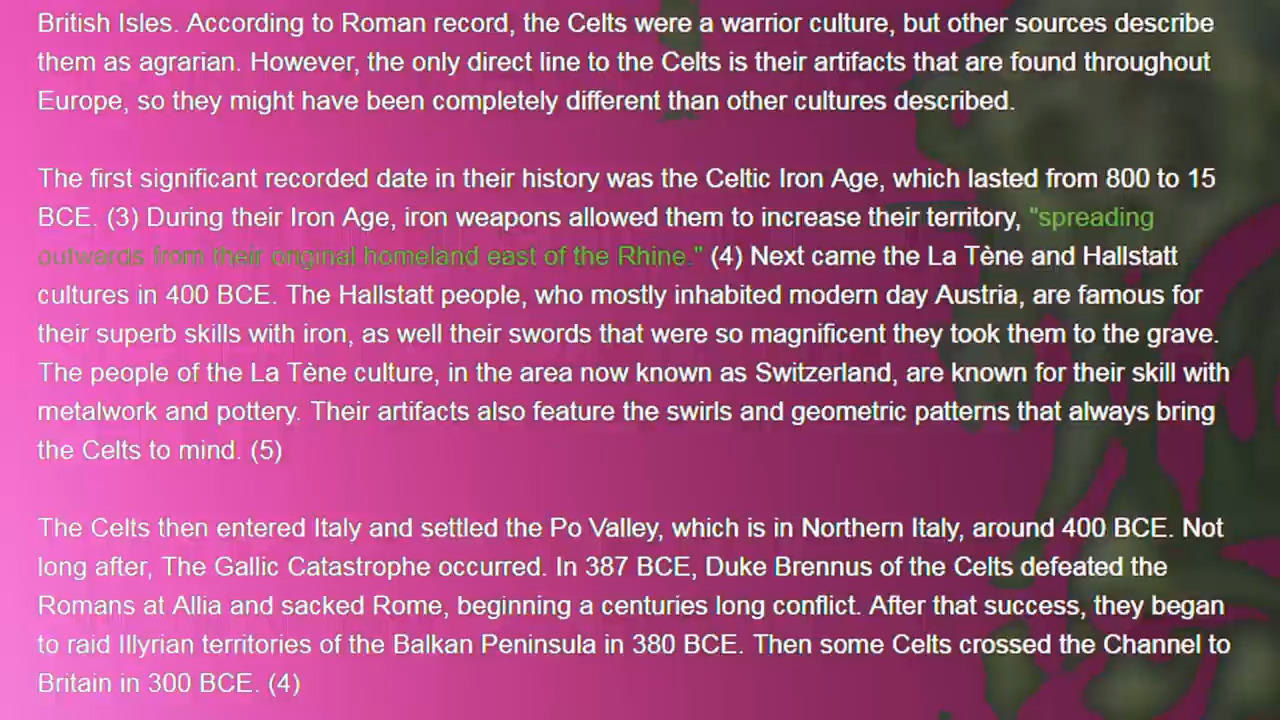 British Isles. According to Roman record, the Celts were a warrior culture, but other sources describe
them as agrarian. However, the only direct line to the Celts is their artifacts that are found throughout
Europe, so they might have been completely different than other cultures described.
The first significant recorded date in their history was the Celtic Iron Age, which lasted from 800 to 15
BCE. (3) During their Iron Age, iron weapons allowed them to increase their territory, "spreading
outwards from their original homeland east of the Rhine." (4) Next came the La Tène and Hallstatt
cultures in 400 BCE. The Hallstatt people, who mostly inhabited modern day Austria, are famous for
their superb skills with iron, as well their swords that were so magnificent they took them to the grave.
The people of the La Tène culture, in the area now known as Switzerland, are known for their skill with
metalwork and pottery. Their artifacts also feature the swirls and geometric patterns that always bring
the Celts to mind. (5)
The Celts then entered Italy and settled the Po Valley, which is in Northern Italy, around 400 BCE. Not
long after, The Gallic Catastrophe occurred. In 387 BCE, Duke Brennus of the Celts defeated the
Romans at Allia and sacked Rome, beginning a centuries long conflict. After that success, they began
to raid Illyrian territories of the Balkan Peninsula in 380 BCE. Then some Celts crossed the Channel to
Britain in 300 BCE. (4)